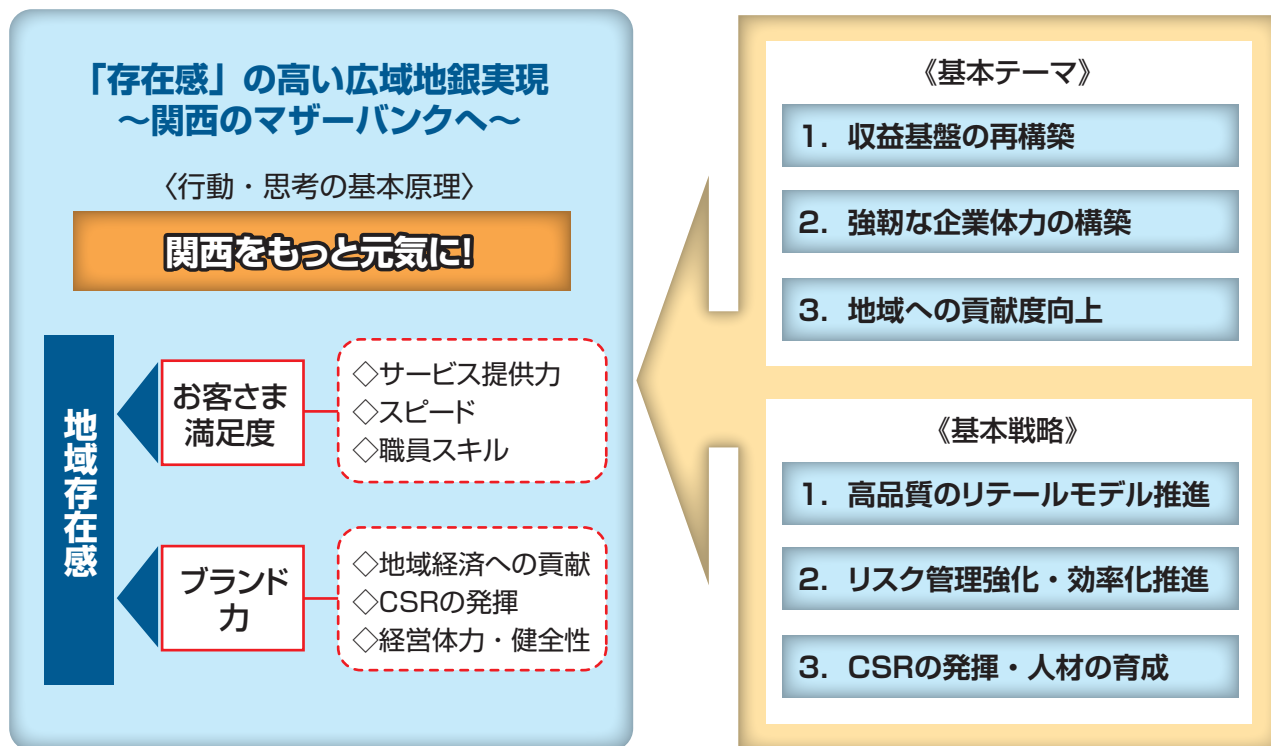 「存在感」の高い広域地銀実現
～関西のマザーバンクへ～
〈行動・思考の基本原理〉
関西をもっと元気に!
地域存在感
お客さま
満足度
◇サービス提供力
◇スピード
◇職員スキル
ブランド
力
◇地域経済への貢献
◇CSRの発揮
◇経営体力・健全性
《基本テーマ》
1. 収益基盤の再構築
2. 強靭な企業体力の構築
3. 地域への貢献度向上
《基本戦略》
1. 高品質のリテールモデル推進
2. リスク管理強化・効率化推進
3. CSRの発揮・人材の育成